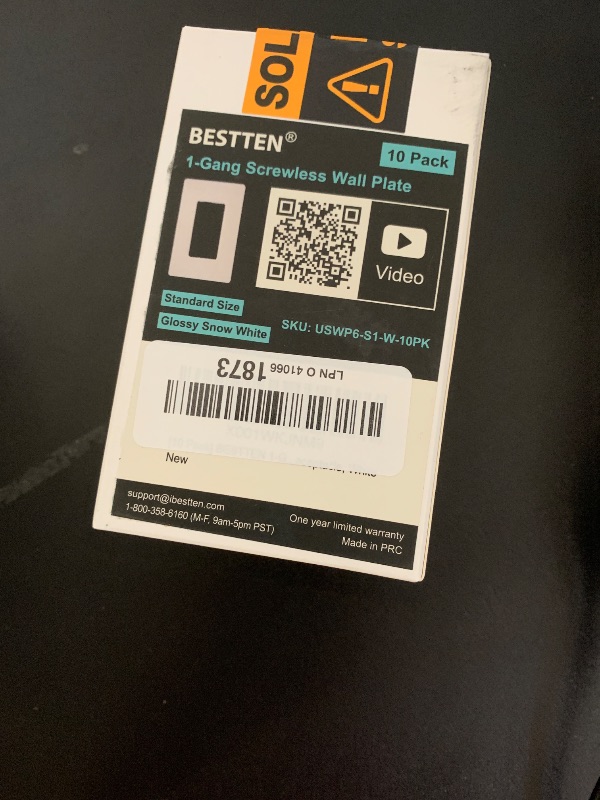 SOL
BESTTEN®
10 Pack
1-Gang Screwless Wall Plate
Video
Standard Size
Glossy Snow White
SKU: USWP6-S1-W-10PK
LPN O 41066 1873
White
New
support@ibestten.com
1-800-358-6160 (M-F, 9am-5pm PST)
One year limited warranty
Made in PRC